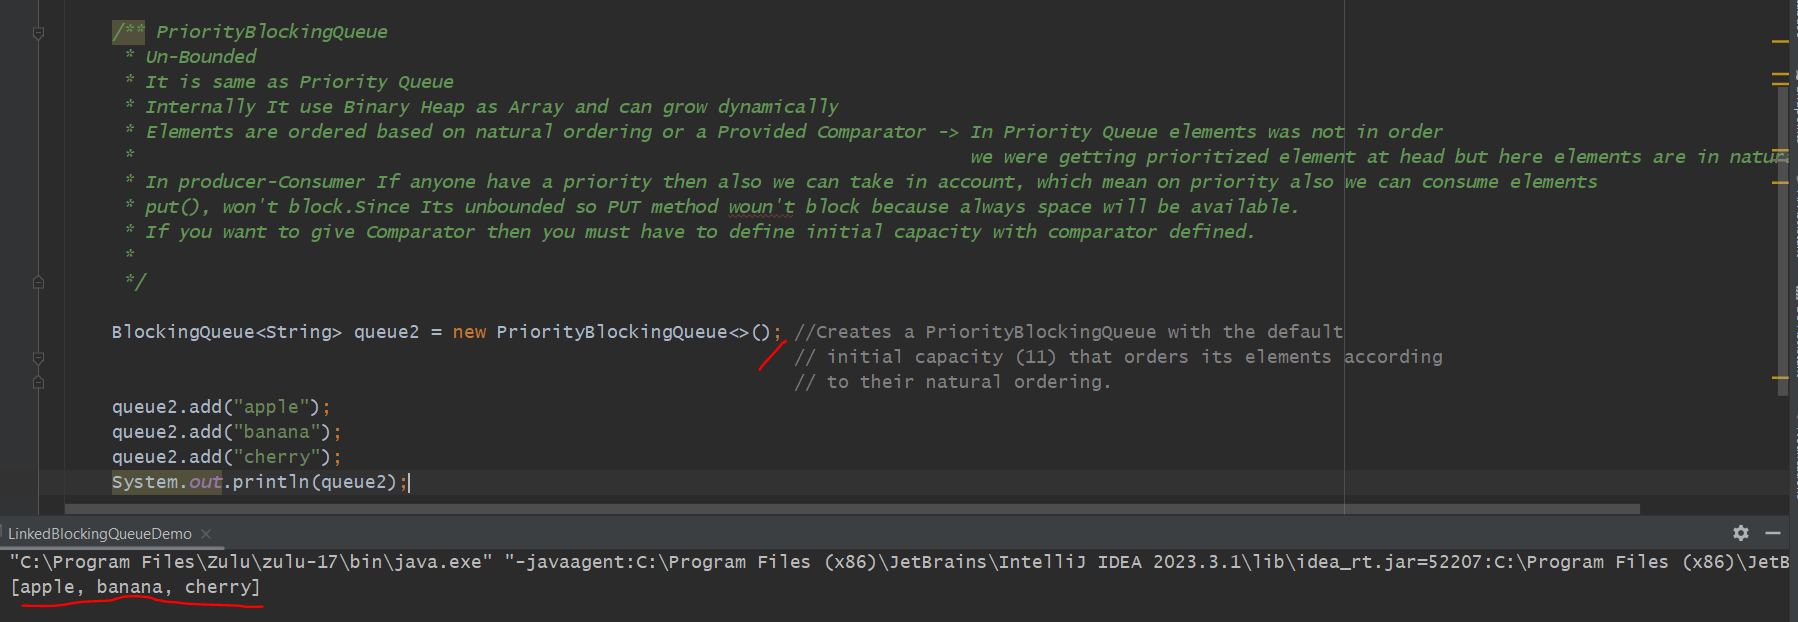 /** PriorityBlockingQueue
* Un-Bounded
* It is same as Priority Queue
* Internally It use Binary Heap as Array and can grow dynamically
* Elements are ordered based on natural ordering or a Provided Comparator -> In Priority Queue elements was not in order
* we were getting prioritized element at head but here elements are in natur
* In producer-Consumer If anyone have a priority then also we can take in account, which mean on priority also we can consume elements
* put(), won't block.Since Its unbounded so PUT method woun't block because always space will be available.
* If you want to give Comparator then you must have to define initial capacity with comparator defined.
*
*/
BlockingQueue<String> queue2 = new PriorityBlockingQueue<>(); //Creates a PriorityBlockingQueue with the default
// initial capacity (11) that orders its elements according
// to their natural ordering.
queue2.add("apple");
queue2.add("banana");
queue2.add("cherry");
System.out.println(queue2);
LinkedBlockingQueueDemo
"C:\Program Files\Zulu\zulu-17\bin\java.exe" "-javaagent:C:\Program Files (x86)\JetBrains\IntelliJ IDEA 2023.3.1\lib\idea_rt.jar=52207:C:\Program Files (x86)\JetB
[apple, banana, cherry]